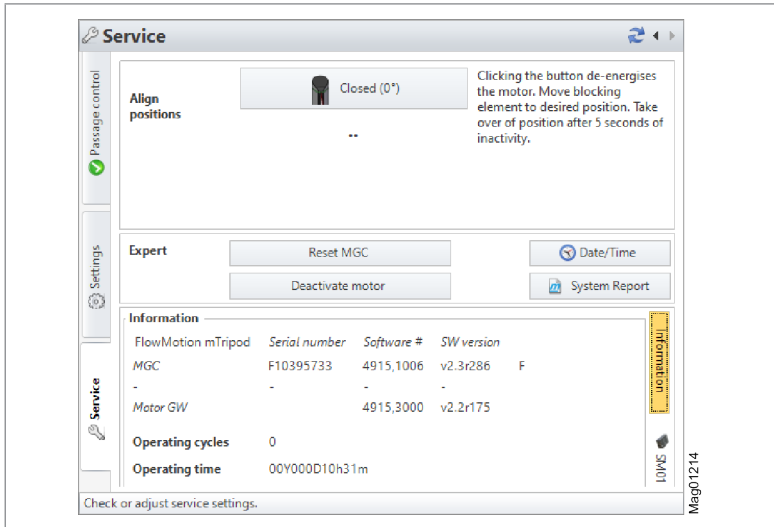 Service
Passage control
Settings
Service
Align
positions
Closed (0°)
--
Clicking the button de-energises
the motor. Move blocking
element to desired position. Take
over of position after 5 seconds of
inactivity.
Expert
Reset MGC
Date/Time
Deactivate motor
System Report
Information
FlowMotion mTripod Serial number Software # SW version
MGC F10395733 4915,1006 v2.3r286 F
- - - -
Motor GW 4915,3000 v2.2r175
Operating cycles 0
Operating time 00Y000D10h31m
Information
SM01
Check or adjust service settings.
Mag01214